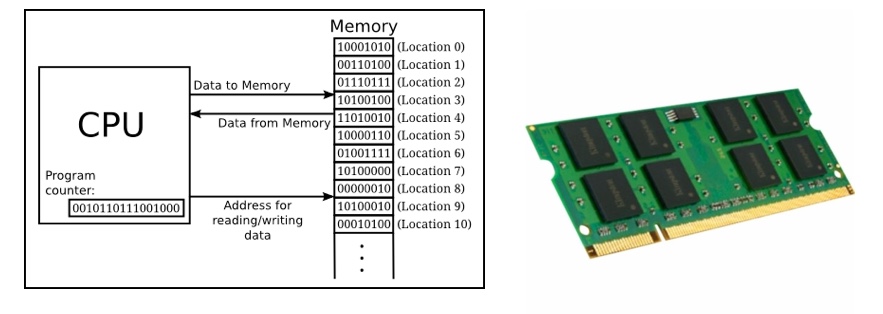 Memory
10001010 (Location 0)
00110100 (Location 1)
01110111 (Location 2)
10100100 (Location 3)
11010010 (Location 4)
10000110 (Location 5)
01001111 (Location 6)
10100000 (Location 7)
00000010 (Location 8)
10100010 (Location 9)
00010100 (Location 10)
Data to Memory
Data from Memory
CPU
Program
counter:
0010110111001000
Address for
reading/writing
data